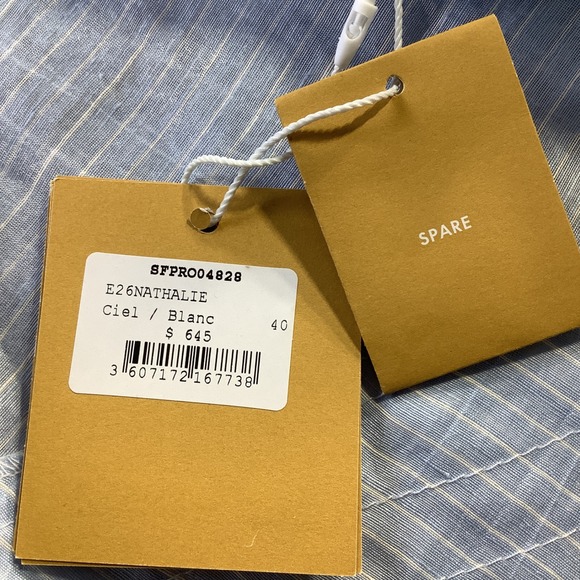 SFPRO04828
E26NATHALIE
Ciel / Blanc 40
$ 645
3 607172 167738
SPARE